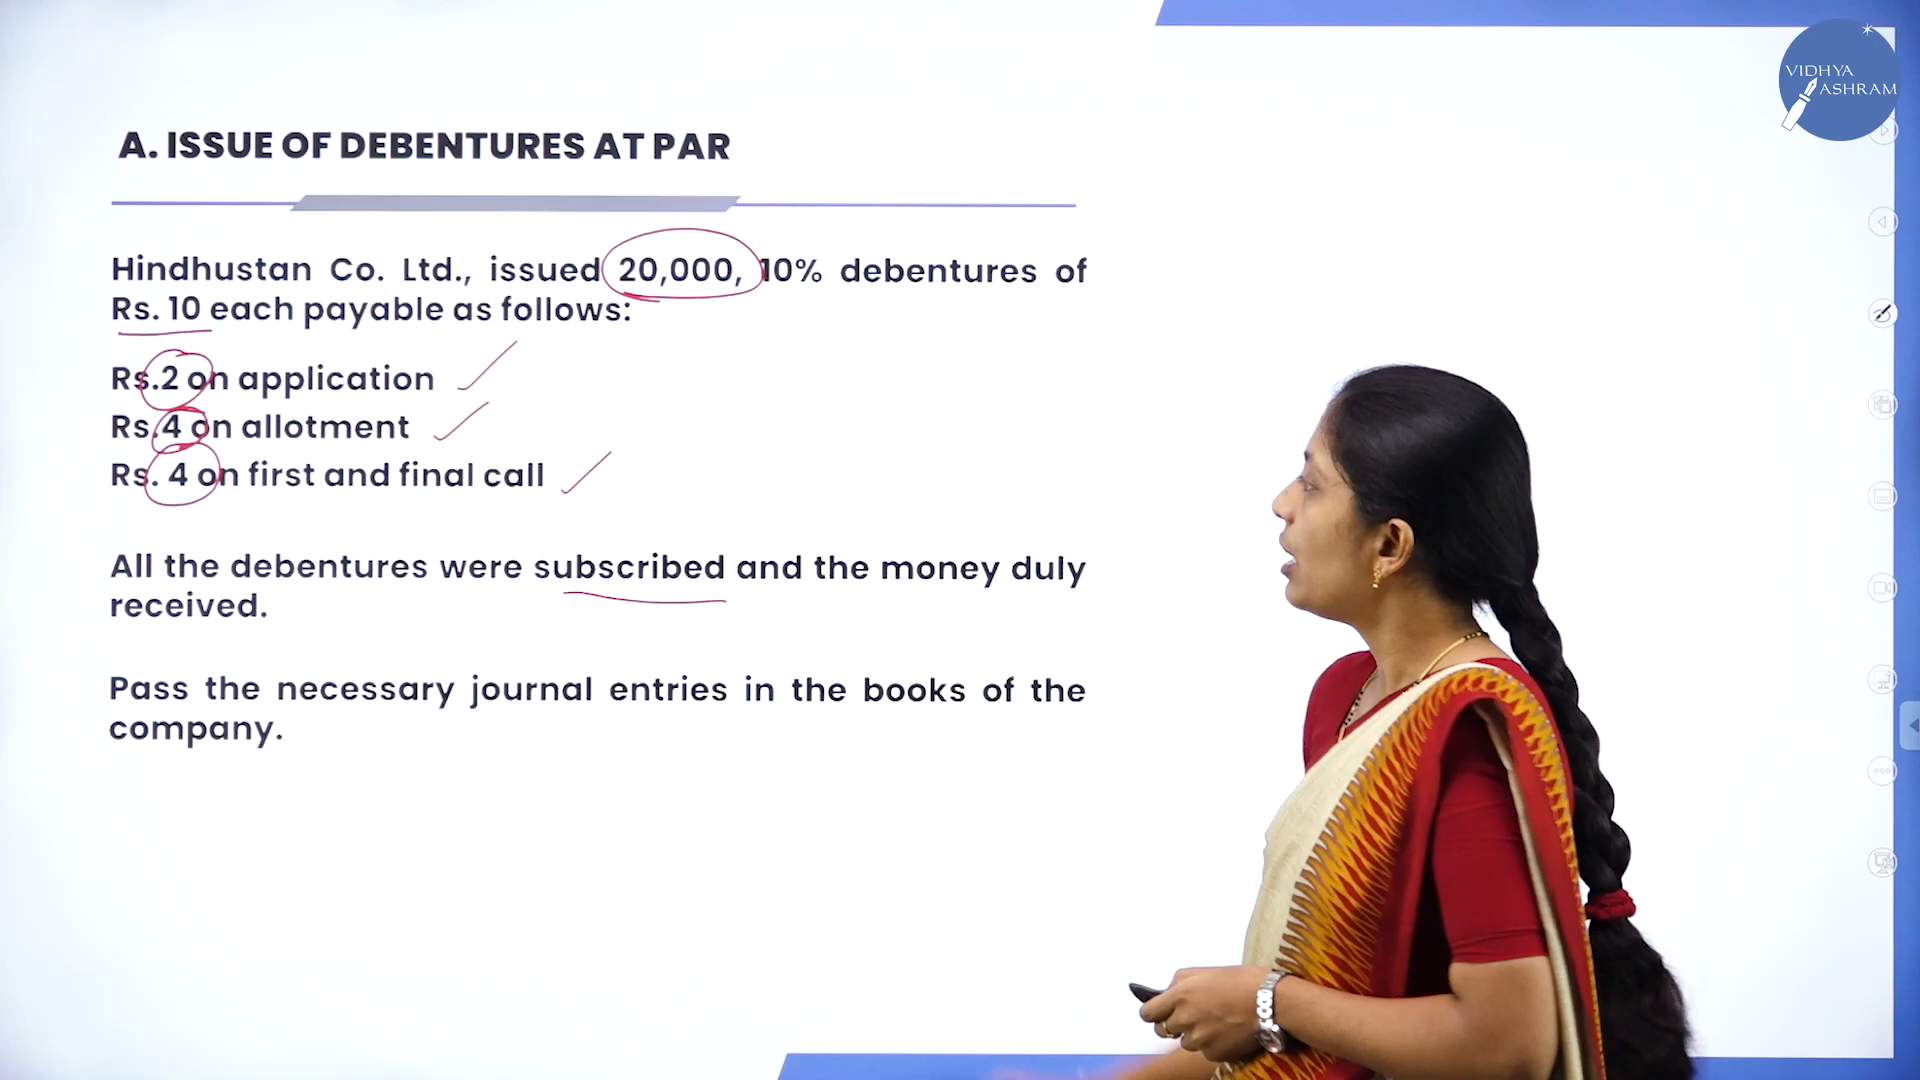 VIDHYA
ASHRAM
A. ISSUE OF DEBENTURES AT PAR
Hindhustan Co. Ltd., issued 20,000, 10% debentures of
Rs. 10 each payable as follows:
Rs.2 on application
Rs.4 on allotment
Rs. 4 on first and final call
All the debentures were subscribed and the money duly
received.
Pass the necessary journal entries in the books of the
company.